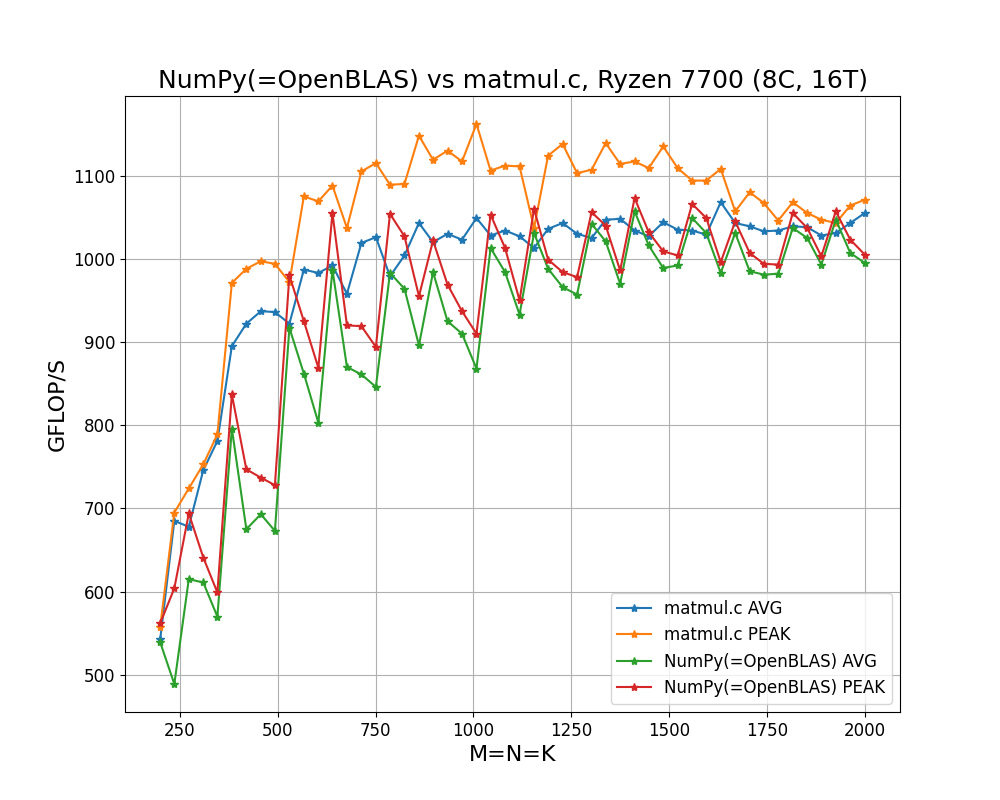 NumPy(=OpenBLAS) vs matmul.c, Ryzen 7700 (8C, 16T)
GFLOP/S
1100
1000
900
800
700
600
500
matmul.c AVG
matmul.c PEAK
NumPy(=OpenBLAS) AVG
NumPy(=OpenBLAS) PEAK
250 500 750 1000 1250 1500 1750 2000
M=N=K